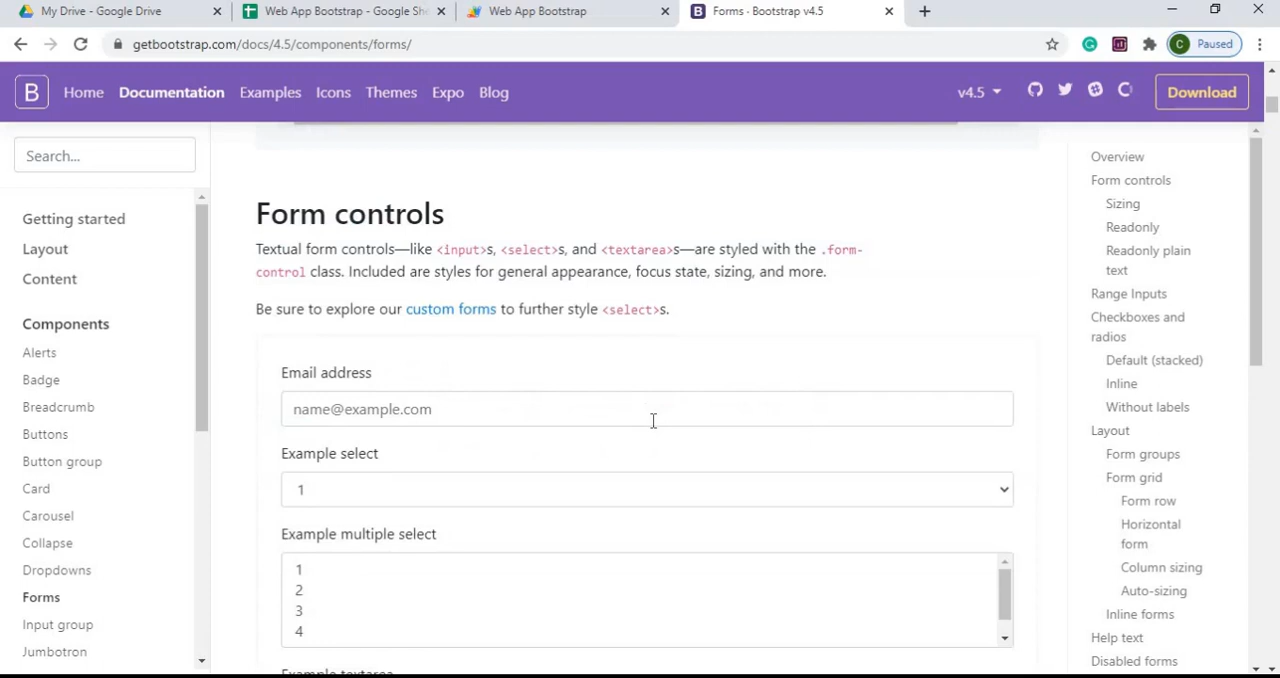 My Drive - Google Drive
Web App Bootstrap - Google She
Web App Bootstrap
Forms · Bootstrap v4.5
getbootstrap.com/docs/4.5/components/forms/
C
Paused
B
Home
Documentation
Examples
Icons
Themes
Expo
Blog
v4.5
Download
Search...
Getting started
Layout
Content
Components
Alerts
Badge
Breadcrumb
Buttons
Button group
Card
Carousel
Collapse
Dropdowns
Forms
Input group
Jumbotron
Form controls
Textual form controls—like <input>s, <select>s, and <textarea>s—are styled with the .form-
control class. Included are styles for general appearance, focus state, sizing, and more.
Be sure to explore our custom forms to further style <select>s.
Email address
name@example.com
Example select
1
Example multiple select
1
2
3
4
Example textarea
Overview
Form controls
Sizing
Readonly
Readonly plain
text
Range Inputs
Checkboxes and
radios
Default (stacked)
Inline
Without labels
Layout
Form groups
Form grid
Form row
Horizontal
form
Column sizing
Auto-sizing
Inline forms
Help text
Disabled forms